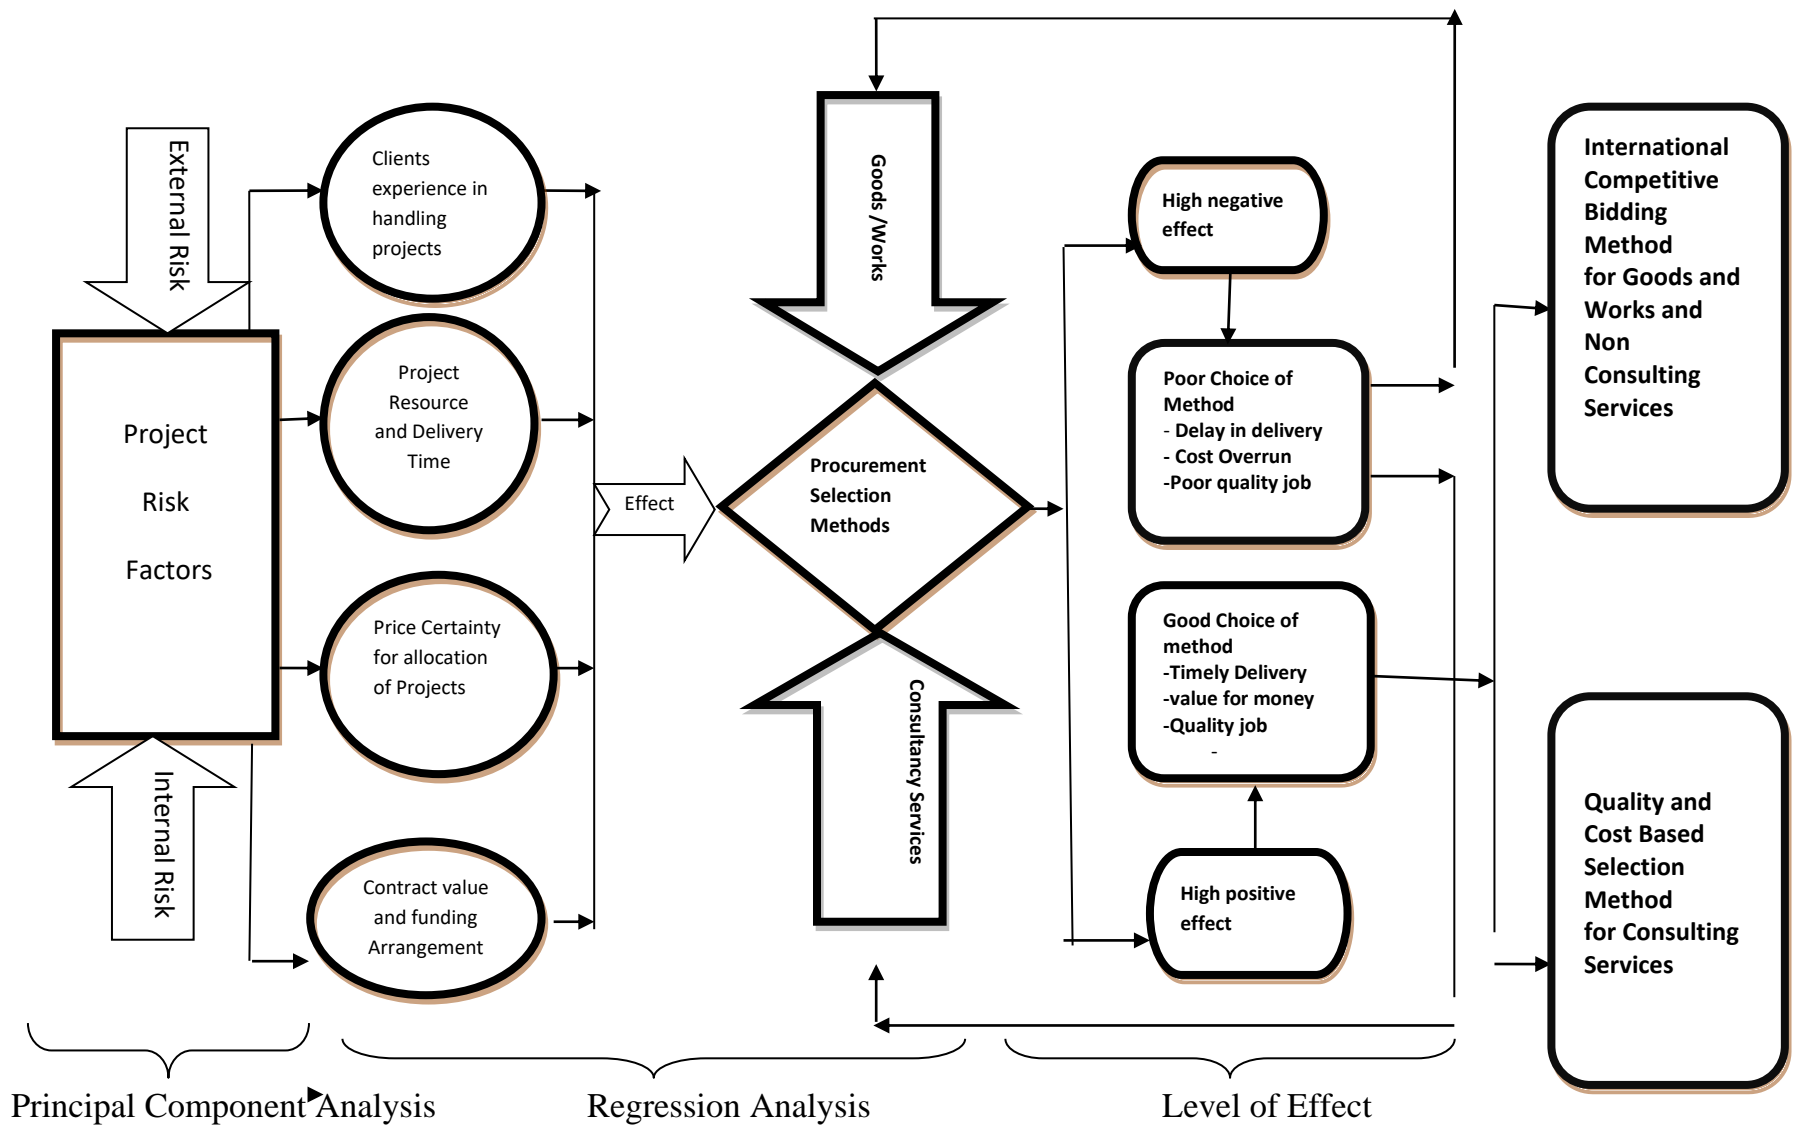 External Risk
Project
Risk
Factors
Internal Risk
Clients
experience in
handling
projects
Project
Resource
and Delivery
Time
Price Certainty
for allocation
of Projects
Contract value
and funding
Arrangement
Effect
Goods /Works
Procurement
Selection
Methods
Consultancy Services
High negative
effect
Poor Choice of
Method
- Delay in delivery
- Cost Overrun
-Poor quality job
Good Choice of
method
-Timely Delivery
-value for money
-Quality job
-
High positive
effect
International
Competitive
Bidding
Method
for Goods and
Works and
Non
Consulting
Services
Quality and
Cost Based
Selection
Method
for Consulting
Services
Principal Component Analysis
Regression Analysis
Level of Effect